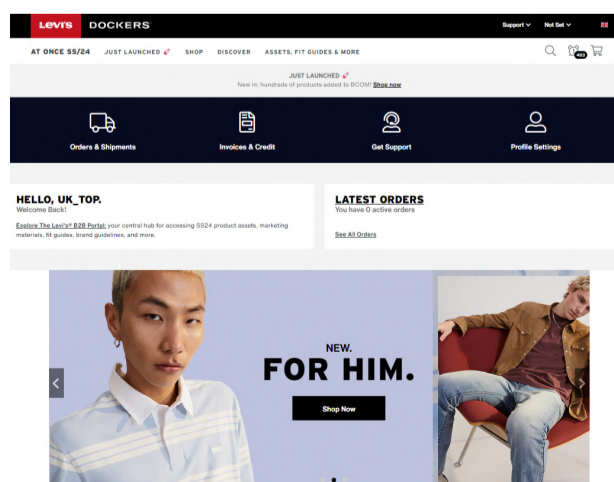 Levi's DOCKERS Support Not Set
AT ONCE SS/24 JUST LAUNCHED 🚀 SHOP DISCOVER ASSETS, FIT GUIDES & MORE
403
JUST LAUNCHED 🚀
New in: hundreds of products added to BCOM! Shop now
Orders & Shipments Invoices & Credit Get Support Profile Settings
HELLO, UK_TOP.
Welcome Back!
Explore The Levi's® B2B Portal: your central hub for accessing SS24 product assets, marketing
materials, fit guides, brand guidelines, and more.
LATEST ORDERS
You have 0 active orders
See All Orders
NEW.
FOR HIM.
Shop Now